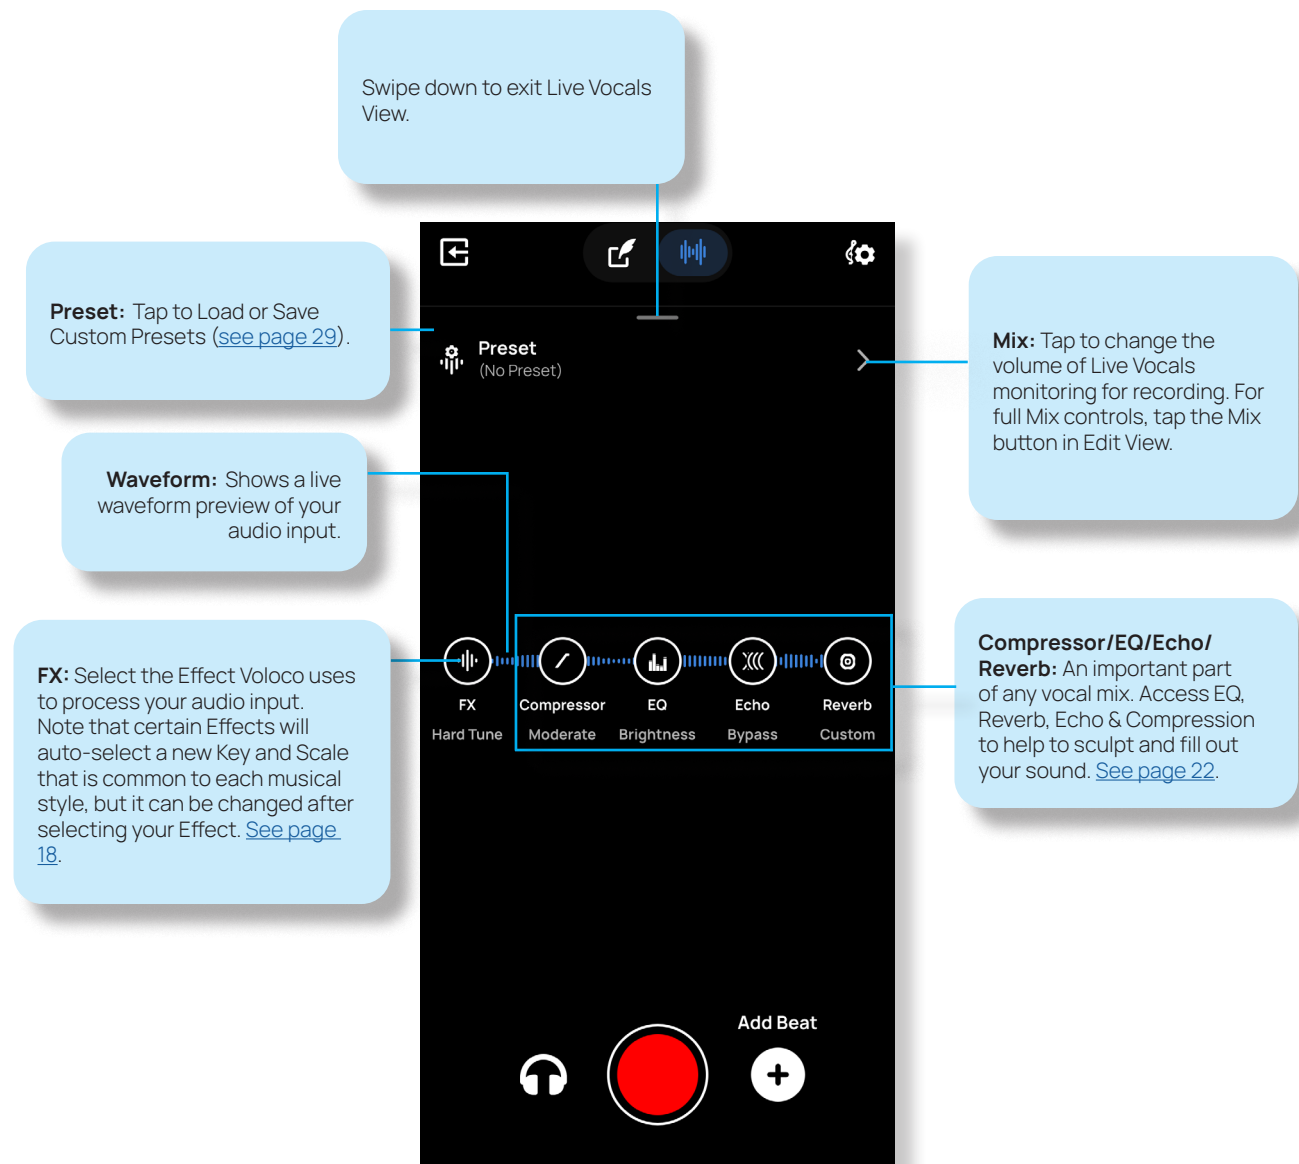 Swipe down to exit Live Vocals
View.
Preset: Tap to Load or Save
Custom Presets (see page 29).
Preset
(No Preset)
Mix: Tap to change the
volume of Live Vocals
monitoring for recording. For
full Mix controls, tap the Mix
button in Edit View.
Waveform: Shows a live
waveform preview of your
audio input.
FX: Select the Effect Voloco uses
to process your audio input.
Note that certain Effects will
auto-select a new Key and Scale
that is common to each musical
style, but it can be changed after
selecting your Effect. See page
18.
FX Compressor EQ Echo Reverb
Hard Tune Moderate Brightness Bypass Custom
Compressor/EQ/Echo/
Reverb: An important part
of any vocal mix. Access EQ,
Reverb, Echo & Compression
to help to sculpt and fill out
your sound. See page 22.
Add Beat